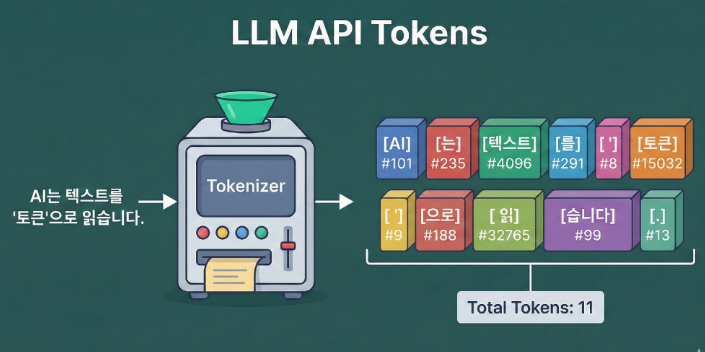 LLM API Tokens
AI는 텍스트를
'토큰'으로 읽습니다.
Tokenizer
[AI] [는] [텍스트] [를] [ '] [토큰]
#101 #235 #4096 #291 #8 #15032
[ '] [으로] [ 읽] [습니다] [.]
#9 #188 #32765 #99 #13
Total Tokens: 11